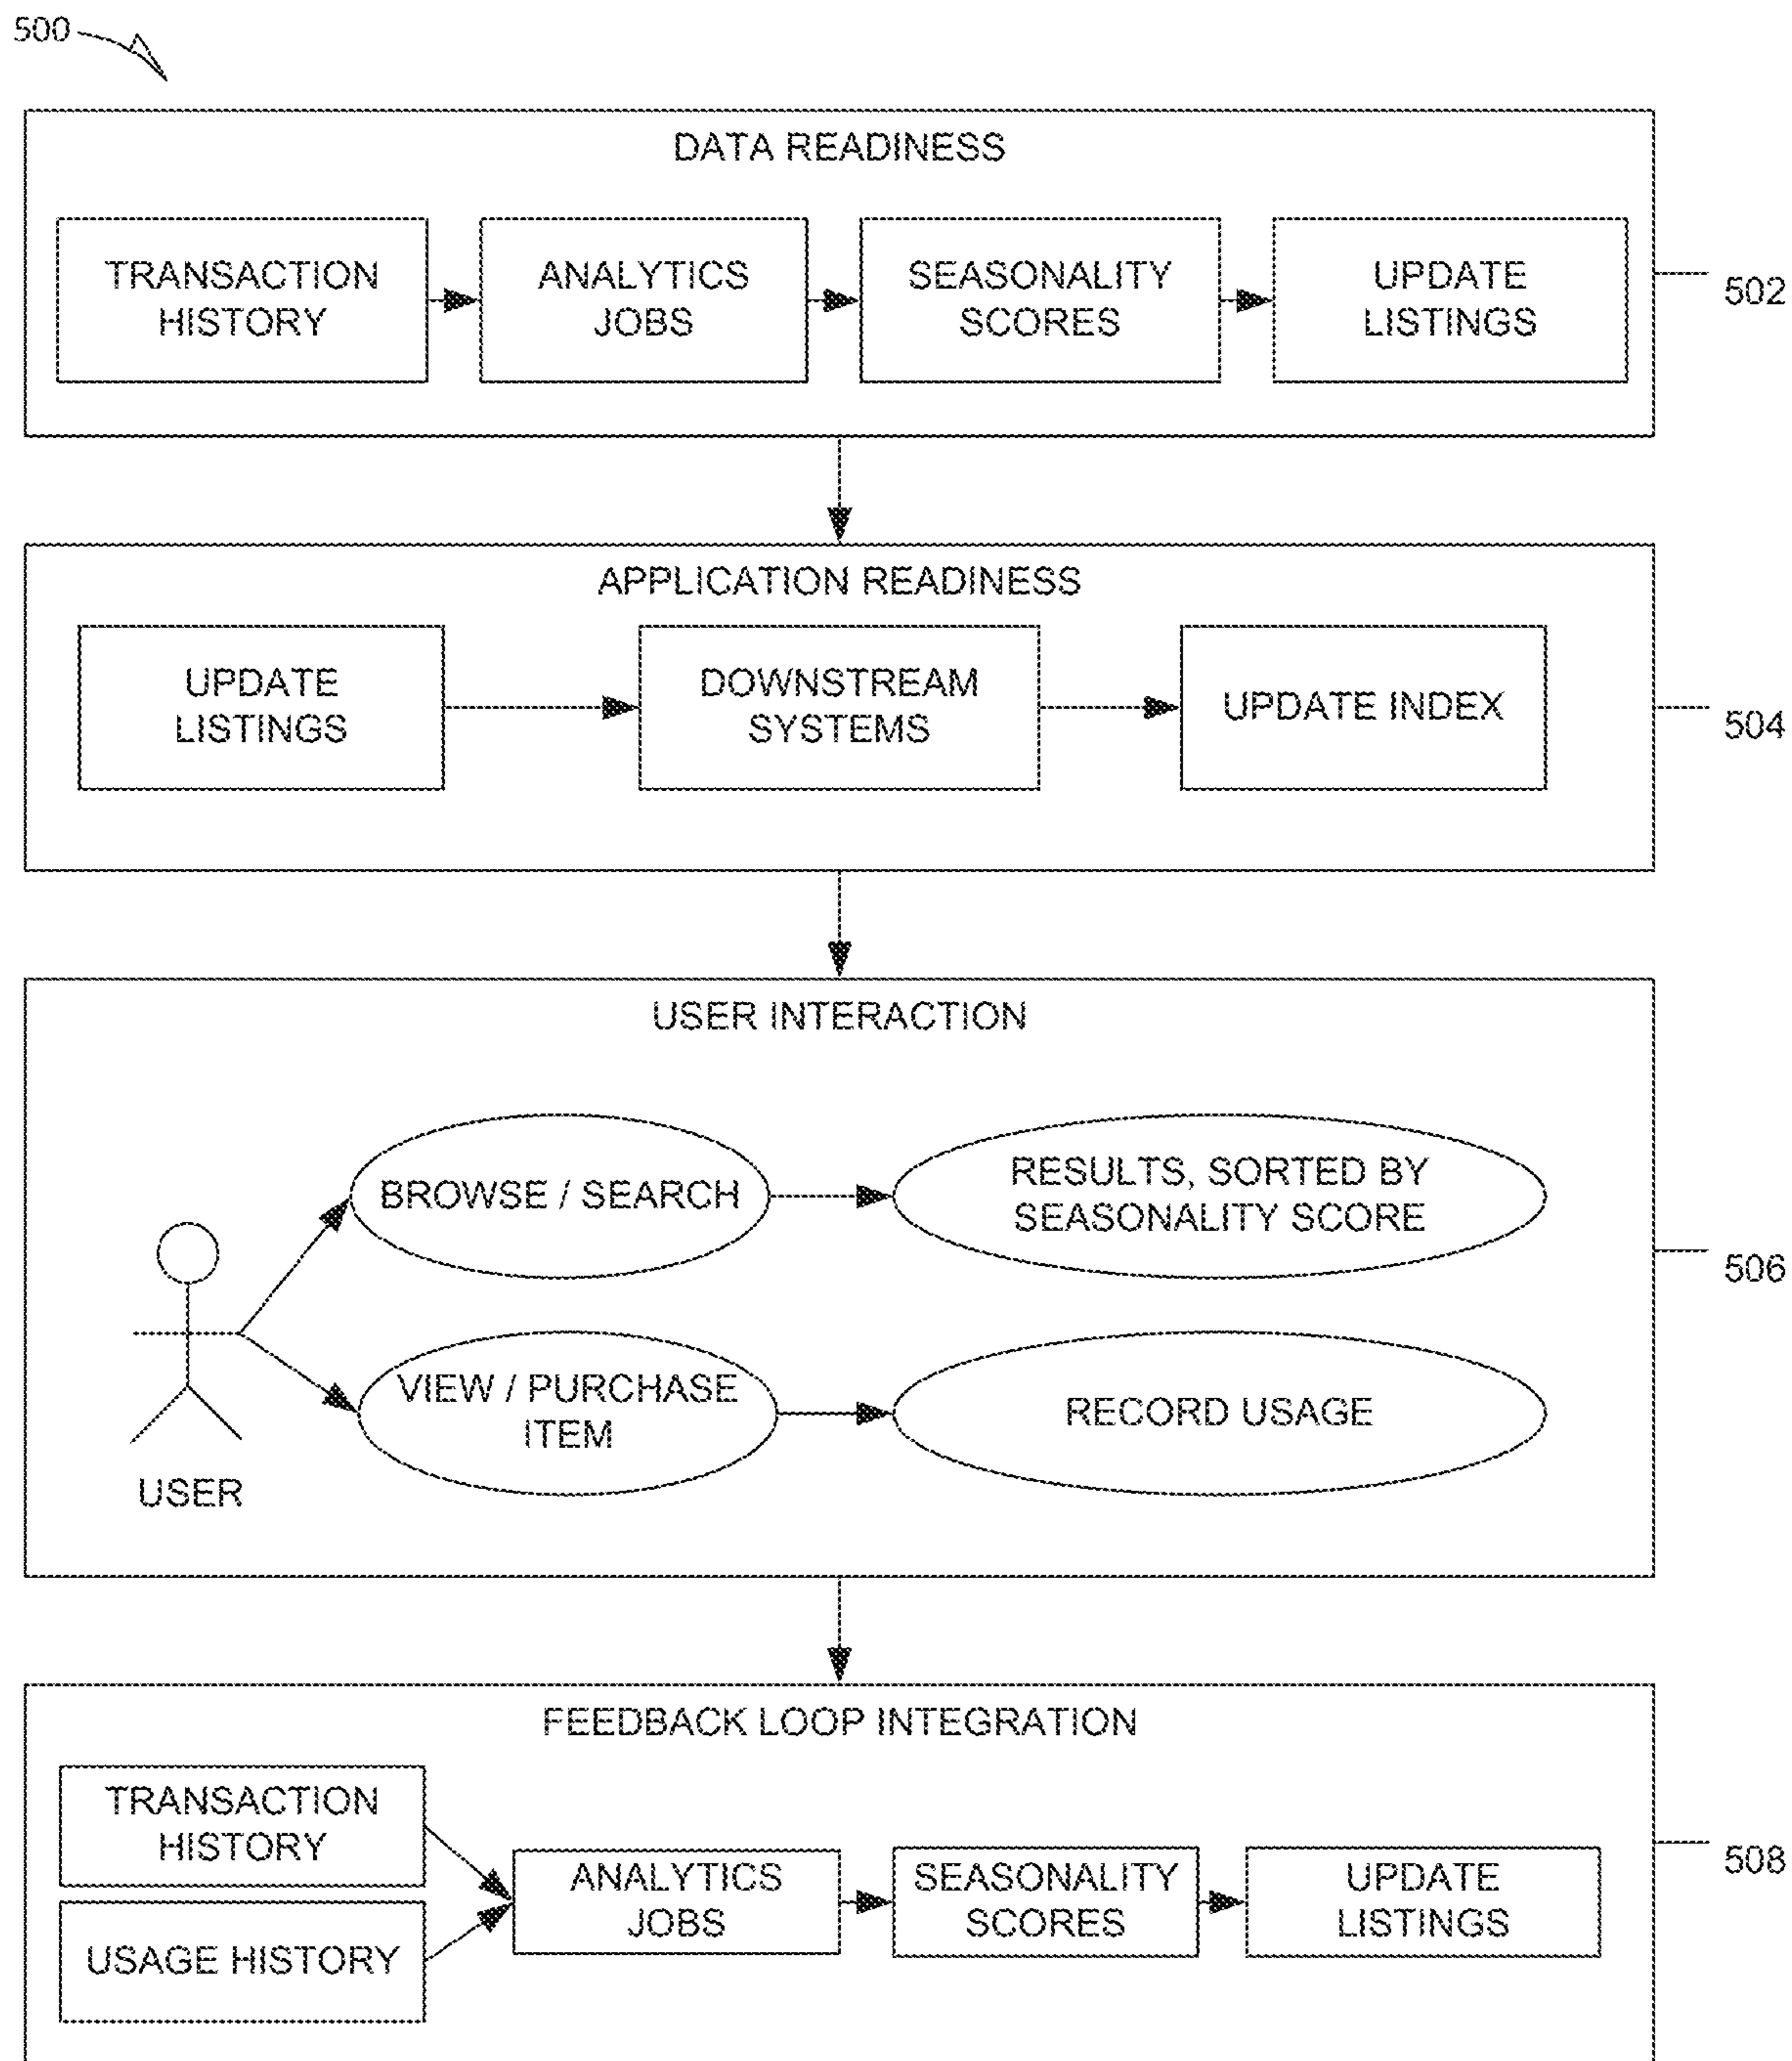 500
DATA READINESS
TRANSACTION
HISTORY
ANALYTICS
JOBS
SEASONALITY
SCORES
UPDATE
LISTINGS
502
APPLICATION READINESS
UPDATE
LISTINGS
DOWNSTREAM
SYSTEMS
UPDATE INDEX
504
USER INTERACTION
BROWSE / SEARCH
RESULTS, SORTED BY
SEASONALITY SCORE
506
VIEW / PURCHASE
ITEM
RECORD USAGE
USER
FEEDBACK LOOP INTEGRATION
TRANSACTION
HISTORY
USAGE HISTORY
ANALYTICS
JOBS
SEASONALITY
SCORES
UPDATE
LISTINGS
508